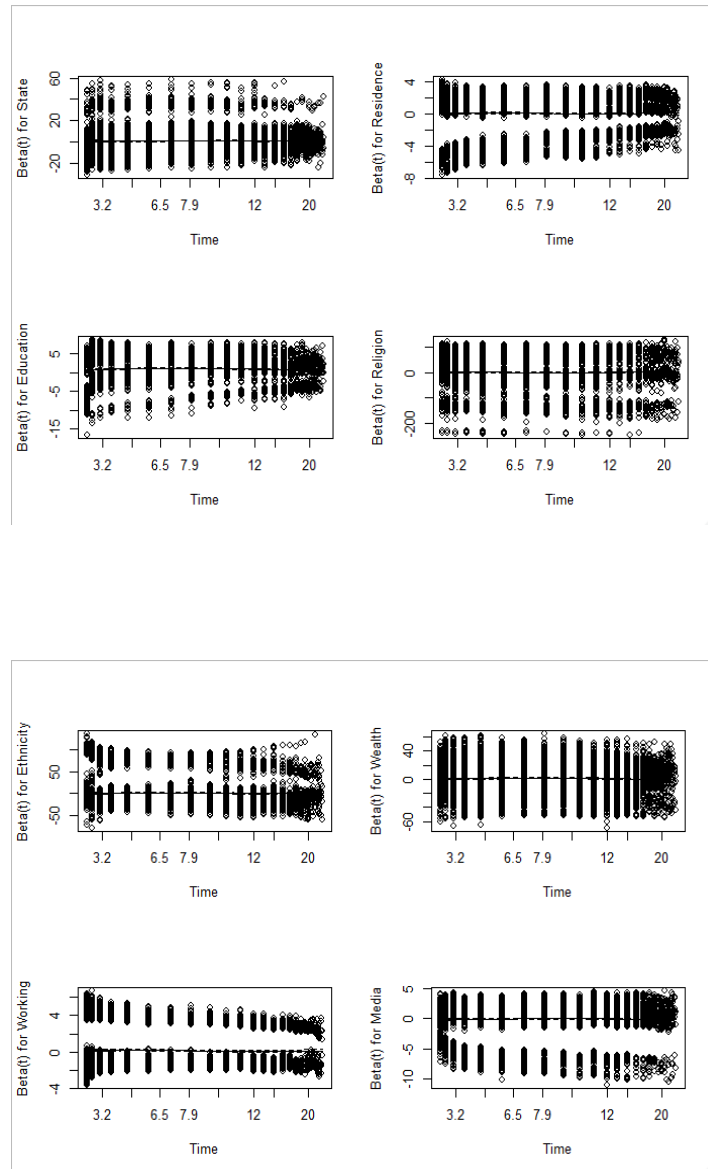 Beta(t) for State
60
20
-20
3.2 6.5 7.9 12 20
Time
Beta(t) for Residence
4
0
-4
-8
3.2 6.5 7.9 12 20
Time
Beta(t) for Education
5
-5
-15
3.2 6.5 7.9 12 20
Time
Beta(t) for Religion
0
-200
3.2 6.5 7.9 12 20
Time
Beta(t) for Ethnicity
50
-50
3.2 6.5 7.9 12 20
Time
Beta(t) for Wealth
40
0
-60
3.2 6.5 7.9 12 20
Time
Beta(t) for Working
4
0
-4
3.2 6.5 7.9 12 20
Time
Beta(t) for Media
5
0
-5
-10
3.2 6.5 7.9 12 20
Time